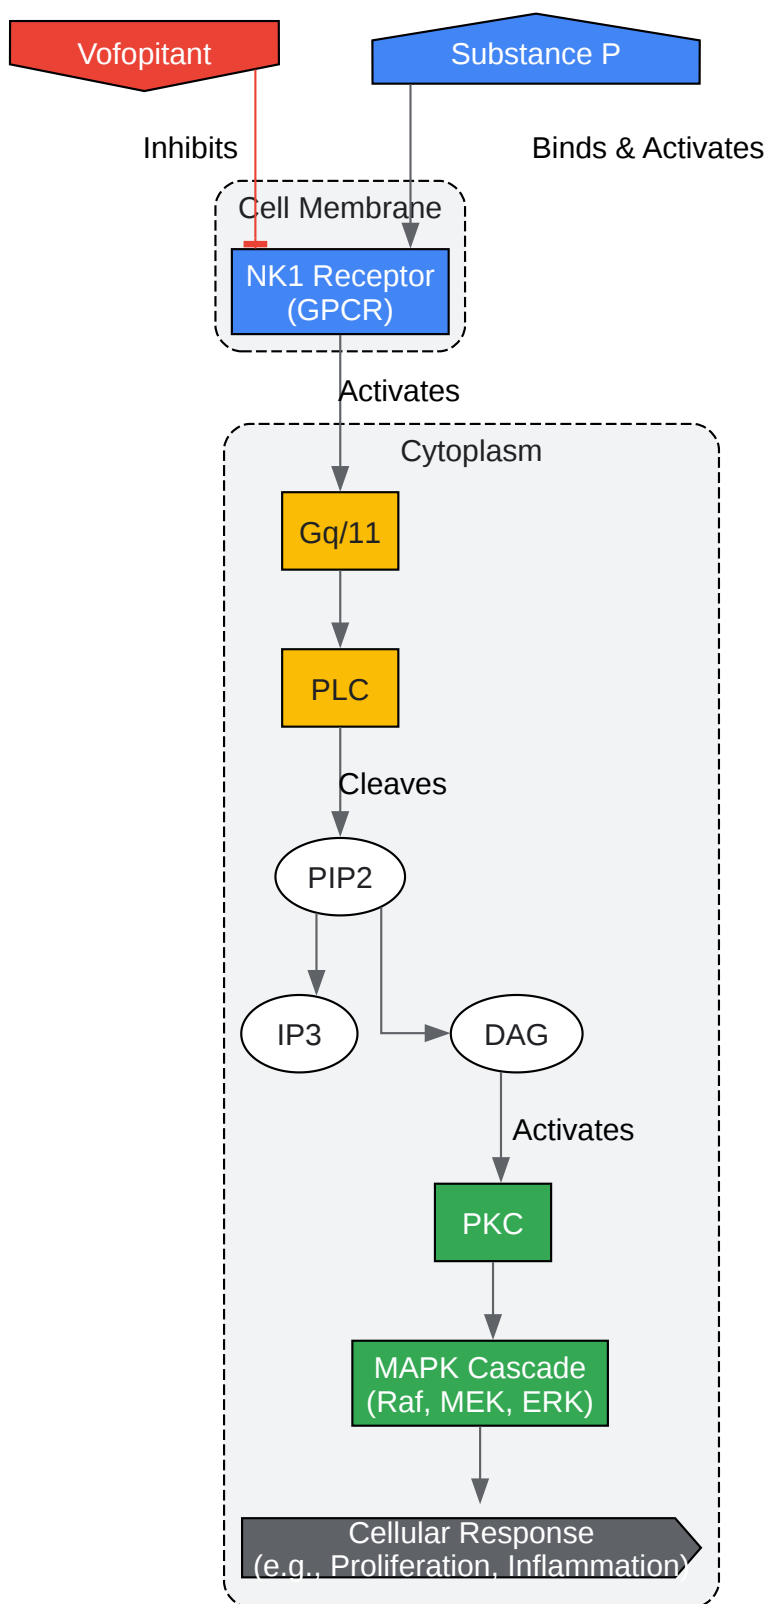 Vofopitant
Substance P
Inhibits
Binds & Activates
Cell Membrane
NK1 Receptor
(GPCR)
Activates
Cytoplasm
Gq/11
PLC
Cleaves
PIP2
IP3
DAG
Activates
PKC
MAPK Cascade
(Raf, MEK, ERK)
Cellular Response
(e.g., Proliferation, Inflammation)